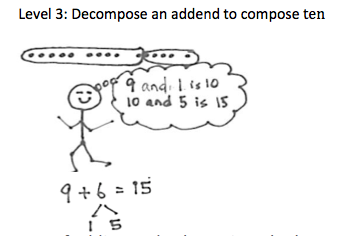 Level 3: Decompose an addend to compose ten
9 and 1 is 10
10 and 5 is 15
9 + 6 = 15
1 5